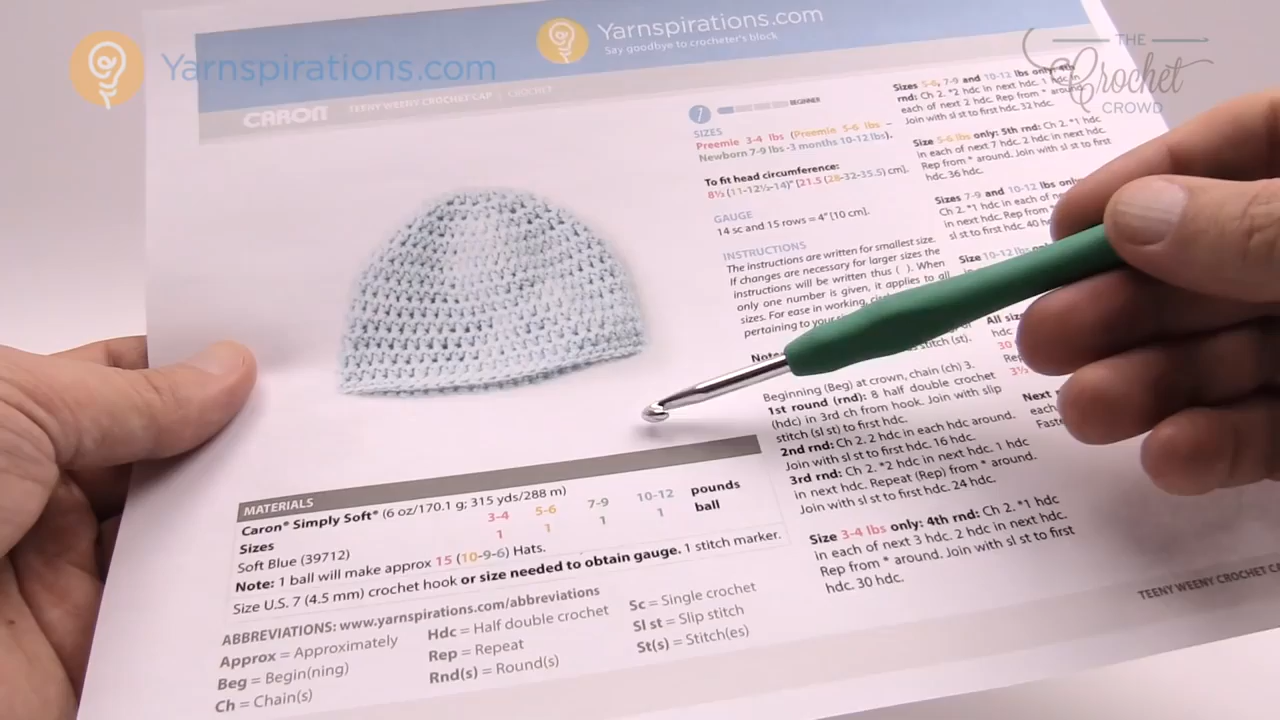 Yarnspirations.com
Yarnspirations.com
Say goodbye to crocheter's block
THE
Crochet
CROWD
CARON
TEENY WEENY CROCHET CAP | CROCHET
BEGINNER
SIZES
Preemie 3-4 lbs (Preemie 5-6 lbs –
Newborn 7-9 lbs -3 months 10-12 lbs).
To fit head circumference:
8½ (11-12½-14)" [21.5 (28-32-35.5) cm].
GAUGE
14 sc and 15 rows = 4" [10 cm].
INSTRUCTIONS
The instructions are written for smallest size.
If changes are necessary for larger sizes the
instructions will be written thus ( ). When
only one number is given, it applies to all
sizes. For ease in working,
pertaining to your
Note
stitch (st).
Beginning (Beg) at crown, chain (ch) 3.
1st round (rnd): 8 half double crochet
(hdc) in 3rd ch from hook. Join with slip
stitch (sl st) to first hdc.
2nd rnd: Ch 2. 2 hdc in each hdc around.
Join with sl st to first hdc. 16 hdc.
3rd rnd: Ch 2. *2 hdc in next hdc. 1 hdc
in next hdc. Repeat (Rep) from * around.
Join with sl st to first hdc. 24 hdc.
Size 3-4 lbs only: 4th rnd: Ch 2. *1 hdc
in each of next 3 hdc. 2 hdc in next hdc.
Rep from * around. Join with sl st to first
hdc. 30 hdc.
Sizes 5-6, 7-9 and 10-12 lbs only: 4th
rnd: Ch 2. *2 hdc in next hdc. 1 hdc in
each of next 2 hdc. Rep from * around.
Join with sl st to first hdc. 32 hdc.
Size 5-6 lbs only: 5th rnd: Ch 2. *1 hdc
in each of next 7 hdc. 2 hdc in next hdc.
Rep from * around. Join with sl st to first
hdc. 36 hdc.
Sizes 7-9 and 10-12 lbs only
Ch 2. *1 hdc in each of
next hdc. Rep from
sl st to first hdc. 40
Size 10-12 l
All
hdc
30
Rep
3½
Next
each
Faste
MATERIALS
Caron® Simply Soft® (6 oz/170.1 g; 315 yds/288 m)
Sizes 3-4 5-6 7-9 10-12 pounds
Soft Blue (39712) 1 1 1 1 ball
Note: 1 ball will make approx 15 (10-9-6) Hats.
Size U.S. 7 (4.5 mm) crochet hook or size needed to obtain gauge. 1 stitch marker.
ABBREVIATIONS: www.yarnspirations.com/abbreviations
Approx = Approximately
Beg = Begin(ning)
Ch = Chain(s)
Hdc = Half double crochet
Rep = Repeat
Rnd(s) = Round(s)
Sc = Single crochet
Sl st = Slip stitch
St(s) = Stitch(es)
TEENY WEENY CROCHET